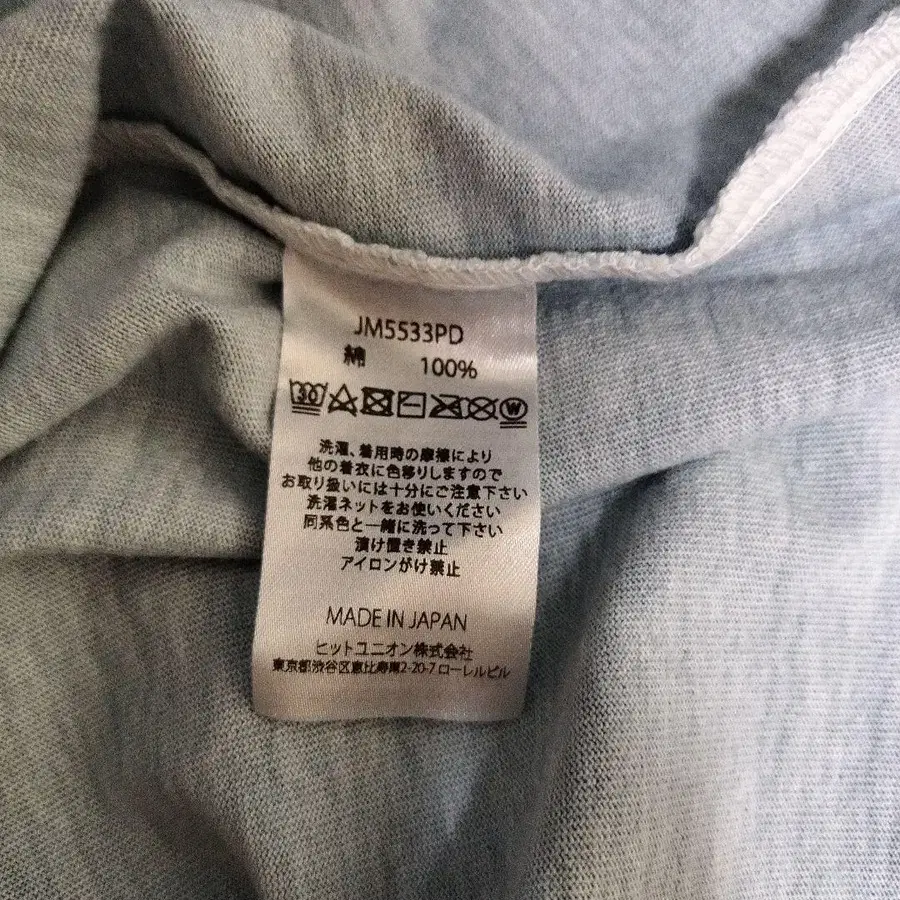 JM5533PD
綿 100%
30 W
洗濯、着用時の摩擦により
他の着衣に色移りしますので
お取り扱いには十分にご注意下さい
洗濯ネットをお使いください
同系色と一緒に洗って下さい
漬け置き禁止
アイロンがけ禁止
MADE IN JAPAN
ヒットユニオン株式会社
東京都渋谷区恵比寿南2-20-7 ローレルビル